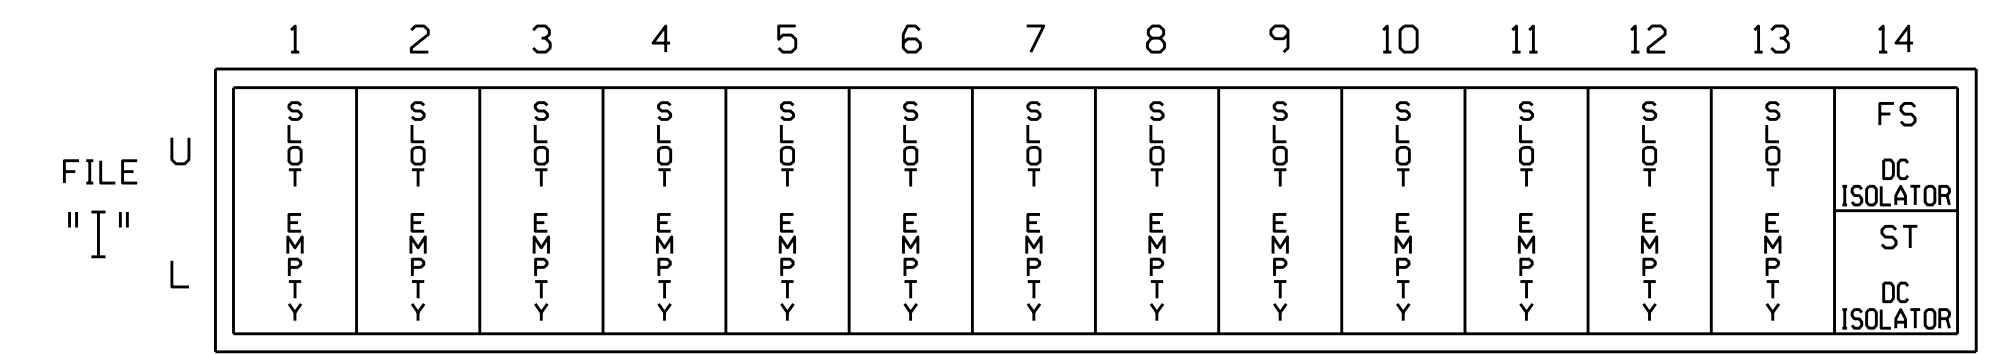 1 2 3 4 5 6 7 8 9 10 11 12 13 14
FILE
"I"
U
L
SLOT EMPTY
SLOT EMPTY
SLOT EMPTY
SLOT EMPTY
SLOT EMPTY
SLOT EMPTY
SLOT EMPTY
SLOT EMPTY
SLOT EMPTY
SLOT EMPTY
SLOT EMPTY
SLOT EMPTY
SLOT EMPTY
FS
DC
ISOLATOR
ST
DC
ISOLATOR